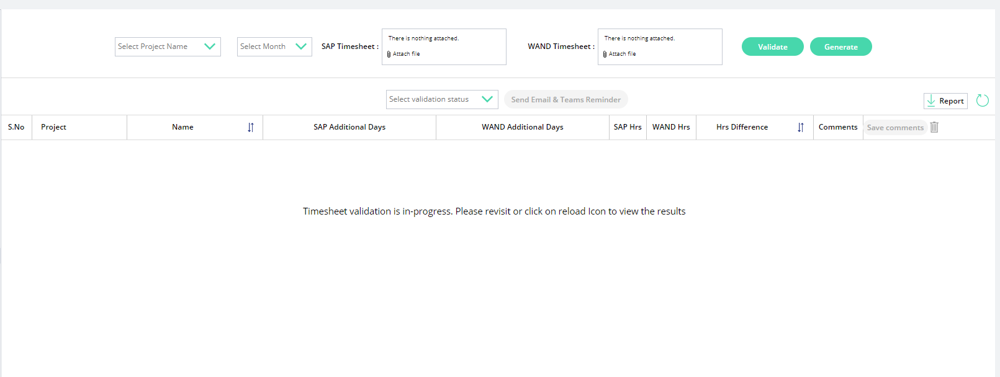 Select Project Name
Select Month
SAP Timesheet :
There is nothing attached.
Attach file
WAND Timesheet :
There is nothing attached.
Attach file
Validate
Generate
Select validation status
Send Email & Teams Reminder
Report
S.No
Project
Name
SAP Additional Days
WAND Additional Days
SAP Hrs
WAND Hrs
Hrs Difference
Comments
Save comments
Timesheet validation is in-progress. Please revisit or click on reload Icon to view the results